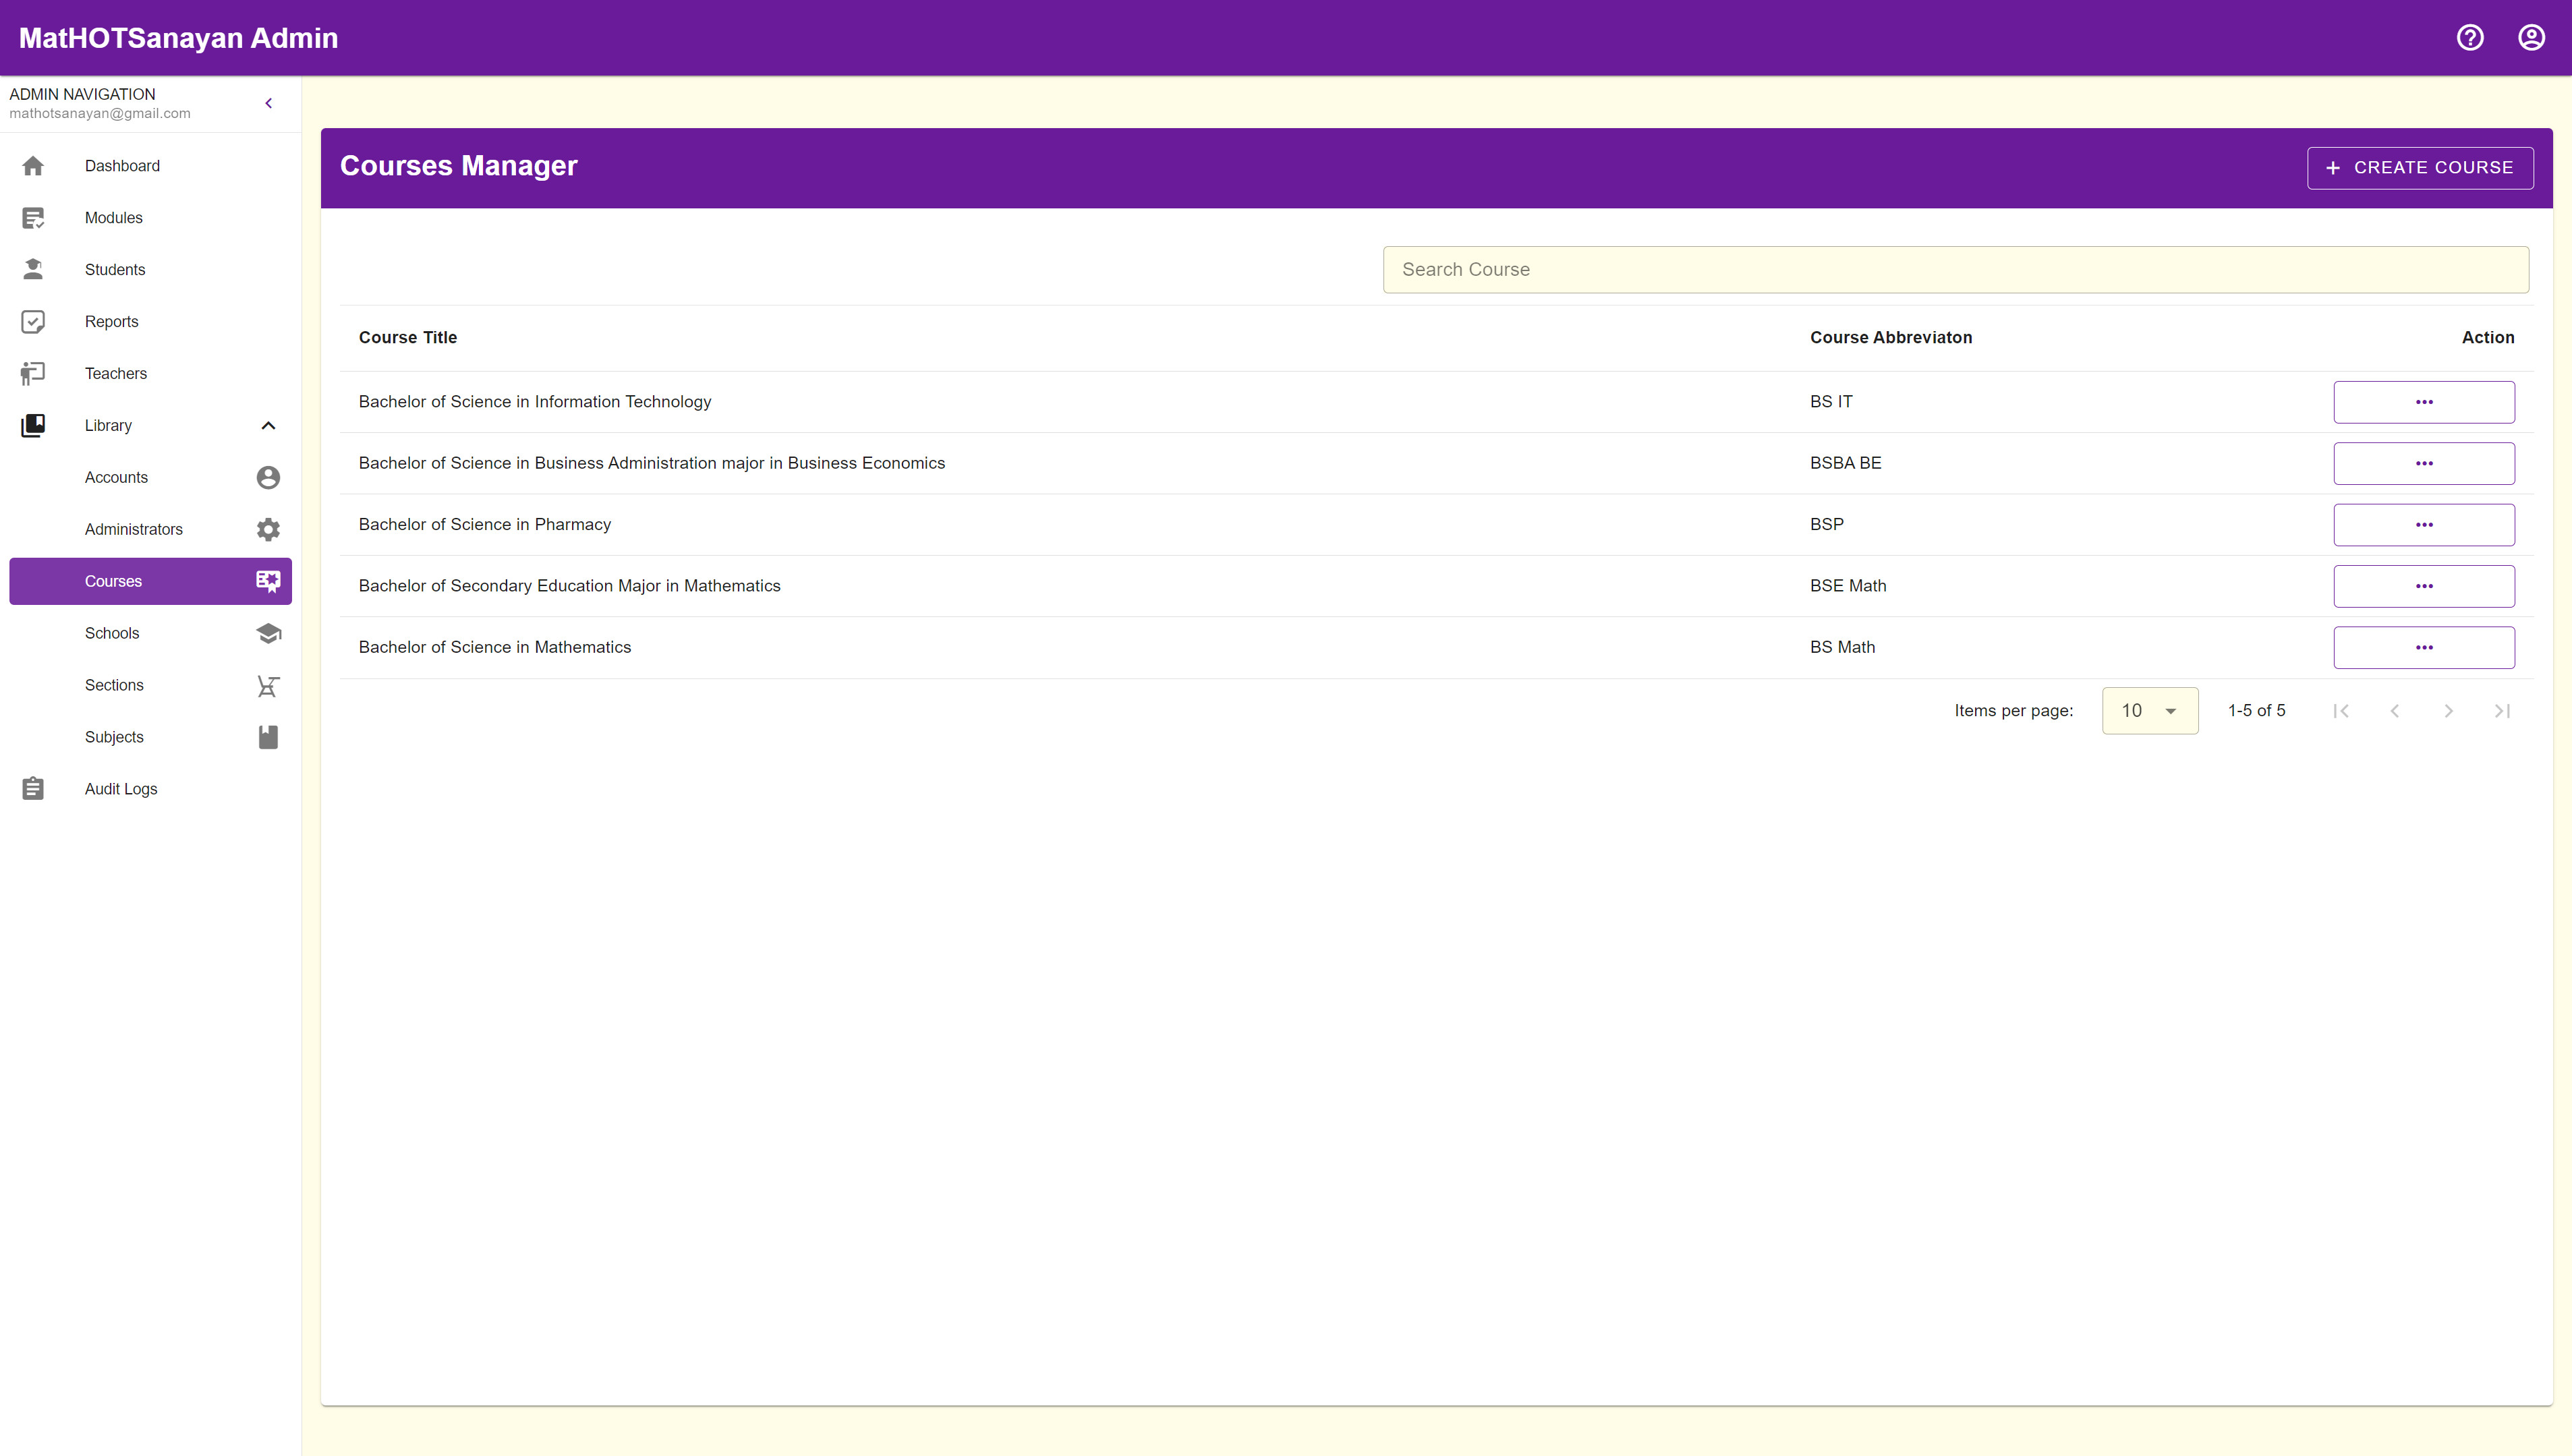 MatHOTSanayan Admin
ADMIN NAVIGATION
mathotsanayan@gmail.com
Dashboard
Modules
Students
Reports
Teachers
Library
Accounts
Administrators
Courses
Schools
Sections
Subjects
Audit Logs
Courses Manager
+ CREATE COURSE
Search Course
Course Title Course Abbreviaton Action
Bachelor of Science in Information Technology BS IT ...
Bachelor of Science in Business Administration major in Business Economics BSBA BE ...
Bachelor of Science in Pharmacy BSP ...
Bachelor of Secondary Education Major in Mathematics BSE Math ...
Bachelor of Science in Mathematics BS Math ...
Items per page: 10 1-5 of 5